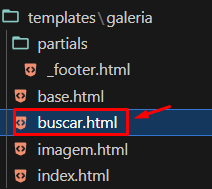 templates\galeria
partials
_footer.html
base.html
buscar.html
imagem.html
index.html